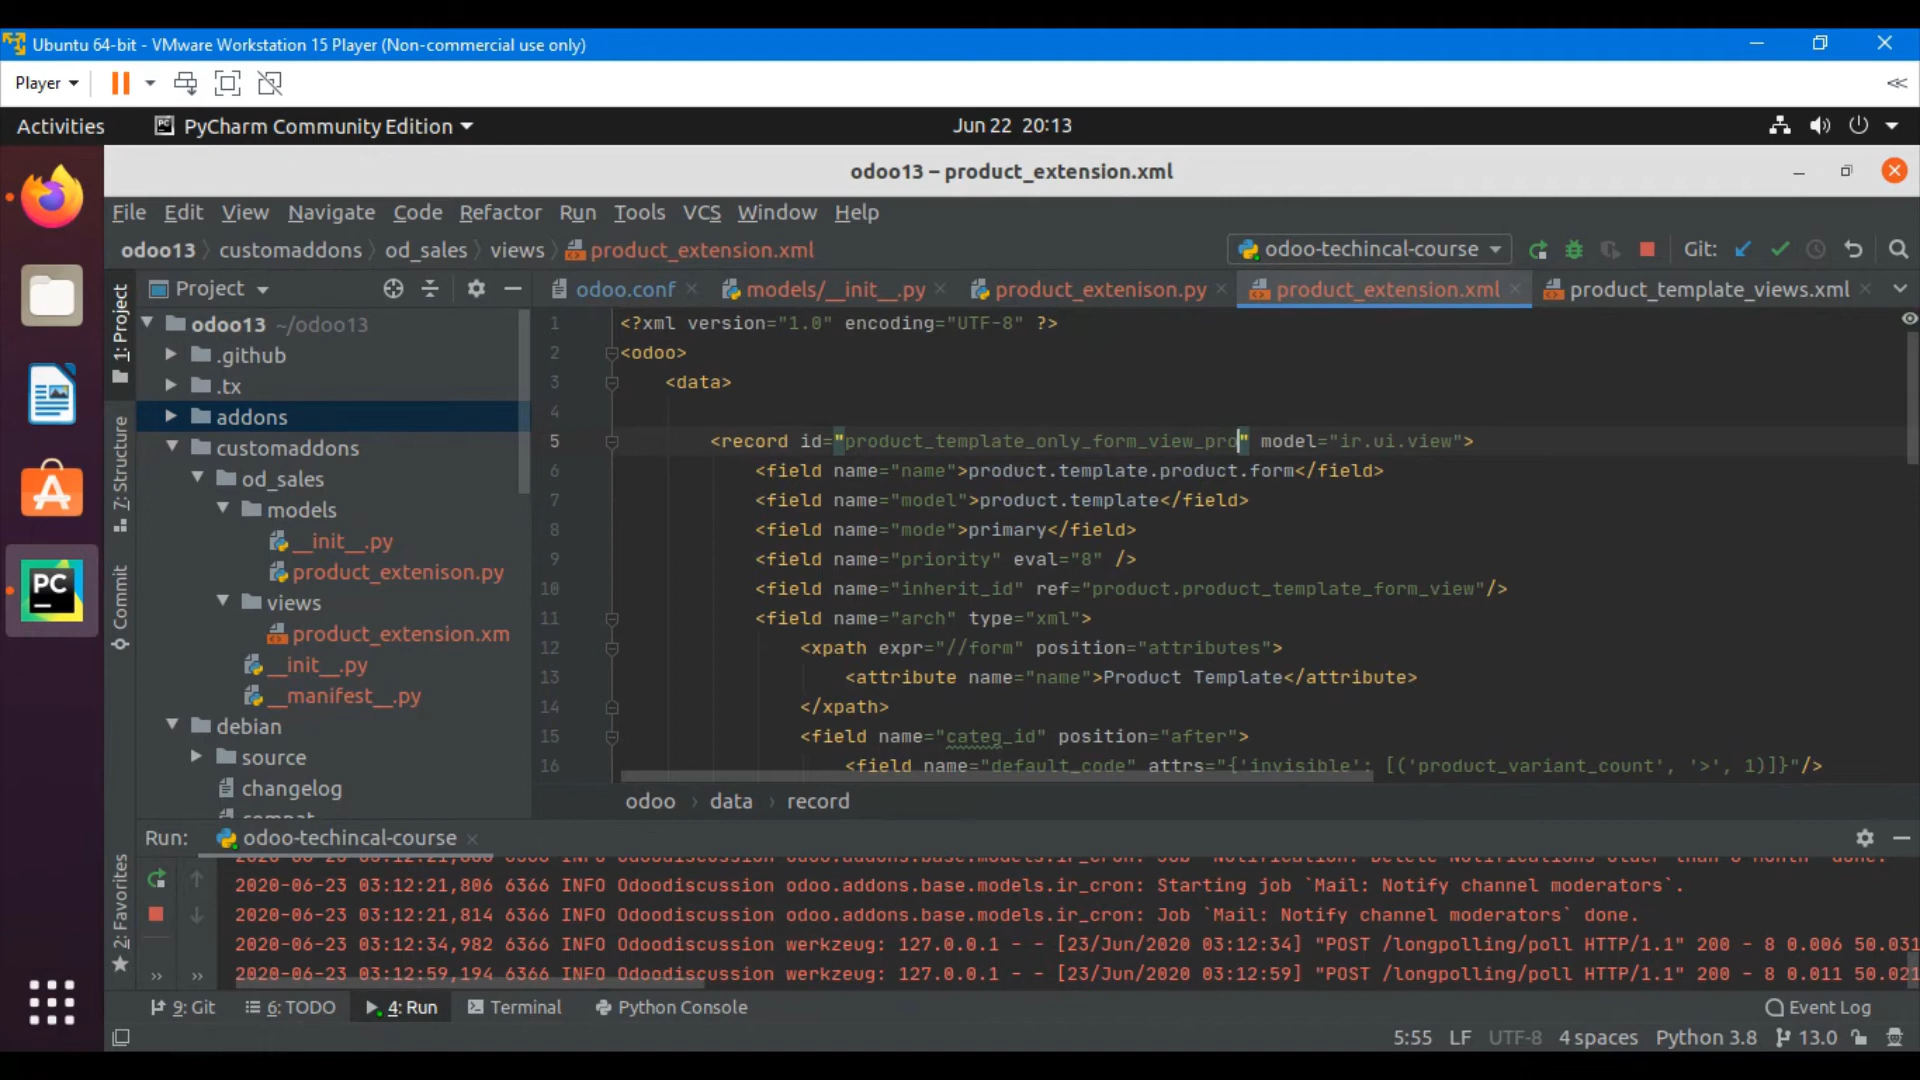 Ubuntu 64-bit - VMware Workstation 15 Player (Non-commercial use only)
Player
Activities PyCharm Community Edition Jun 22 20:13
odoo13 – product_extension.xml
File Edit View Navigate Code Refactor Run Tools VCS Window Help
odoo13 customaddons od_sales views product_extension.xml odoo-techincal-course Git:
1: Project
7: Structure
Commit
2: Favorites
Project
odoo.conf models/__init__.py product_extenison.py product_extension.xml product_template_views.xml
odoo13 ~/odoo13
.github
.tx
addons
customaddons
od_sales
models
__init__.py
product_extenison.py
views
product_extension.xm
__init__.py
__manifest__.py
debian
source
changelog
1 <?xml version="1.0" encoding="UTF-8" ?>
2 <odoo>
3 <data>
4
5 <record id="product_template_only_form_view_pro" model="ir.ui.view">
6 <field name="name">product.template.product.form</field>
7 <field name="model">product.template</field>
8 <field name="mode">primary</field>
9 <field name="priority" eval="8" />
10 <field name="inherit_id" ref="product.product_template_form_view"/>
11 <field name="arch" type="xml">
12 <xpath expr="//form" position="attributes">
13 <attribute name="name">Product Template</attribute>
14 </xpath>
15 <field name="categ_id" position="after">
16 <field name="default_code" attrs="{'invisible': [('product_variant_count', '>', 1)]}"/>
odoo data record
Run: odoo-techincal-course
2020-06-23 03:12:21,806 6366 INFO Odoodiscussion odoo.addons.base.models.ir_cron: Starting job `Mail: Notify channel moderators`.
2020-06-23 03:12:21,814 6366 INFO Odoodiscussion odoo.addons.base.models.ir_cron: Job `Mail: Notify channel moderators` done.
2020-06-23 03:12:34,982 6366 INFO Odoodiscussion werkzeug: 127.0.0.1 - - [23/Jun/2020 03:12:34] "POST /longpolling/poll HTTP/1.1" 200 - 8 0.006 50.031
2020-06-23 03:12:59,194 6366 INFO Odoodiscussion werkzeug: 127.0.0.1 - - [23/Jun/2020 03:12:59] "POST /longpolling/poll HTTP/1.1" 200 - 8 0.011 50.021
9: Git 6: TODO 4: Run Terminal Python Console Event Log
5:55 LF UTF-8 4 spaces Python 3.8 13.0